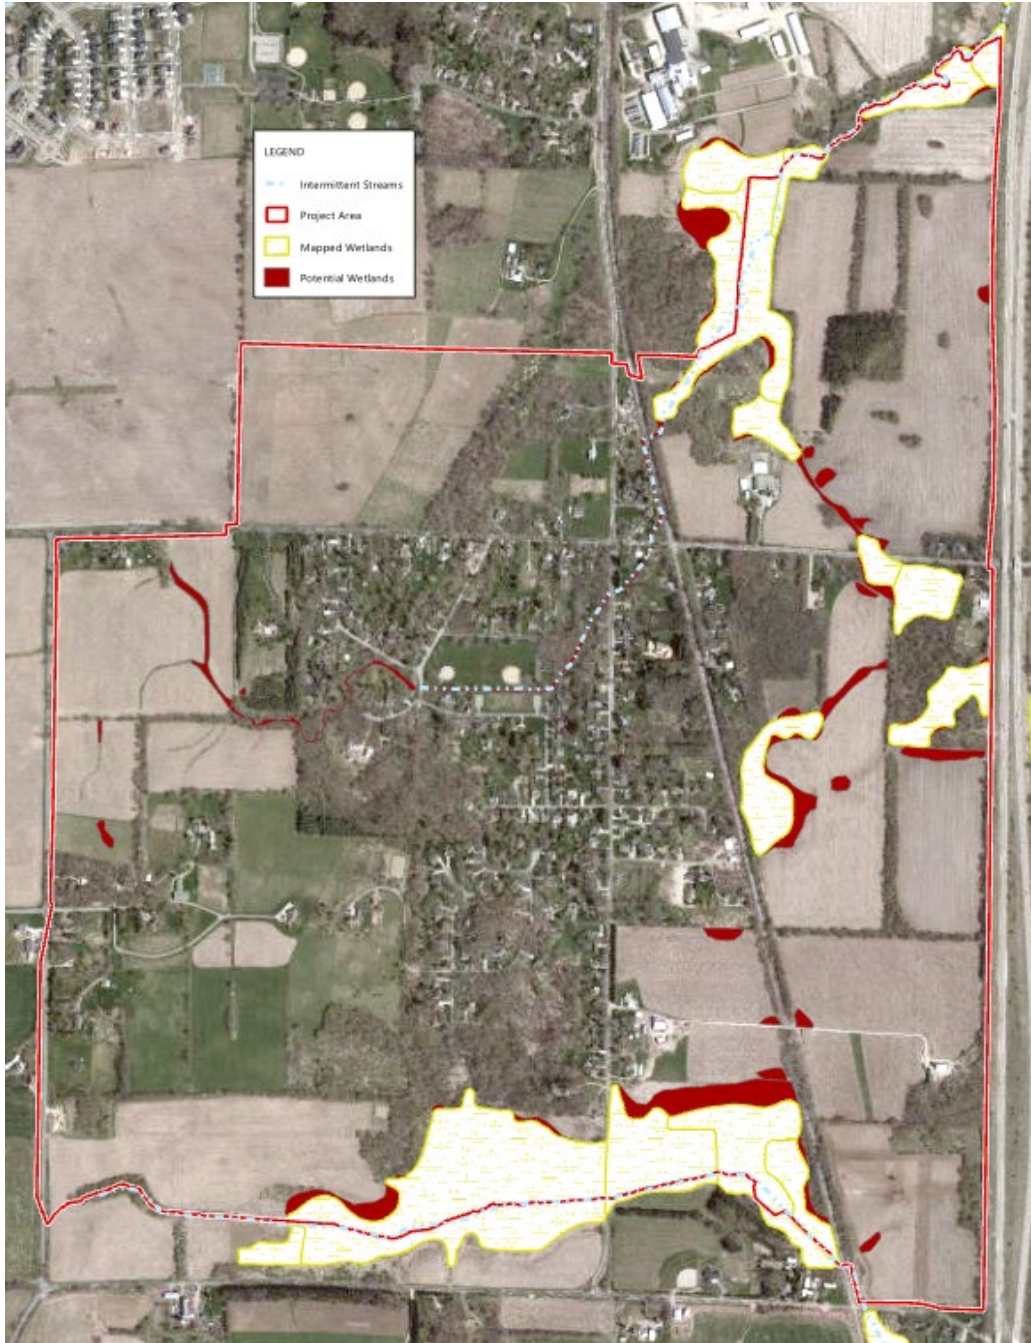 LEGEND
Intermittent Streams
Project Area
Mapped Wetlands
Potential Wetlands